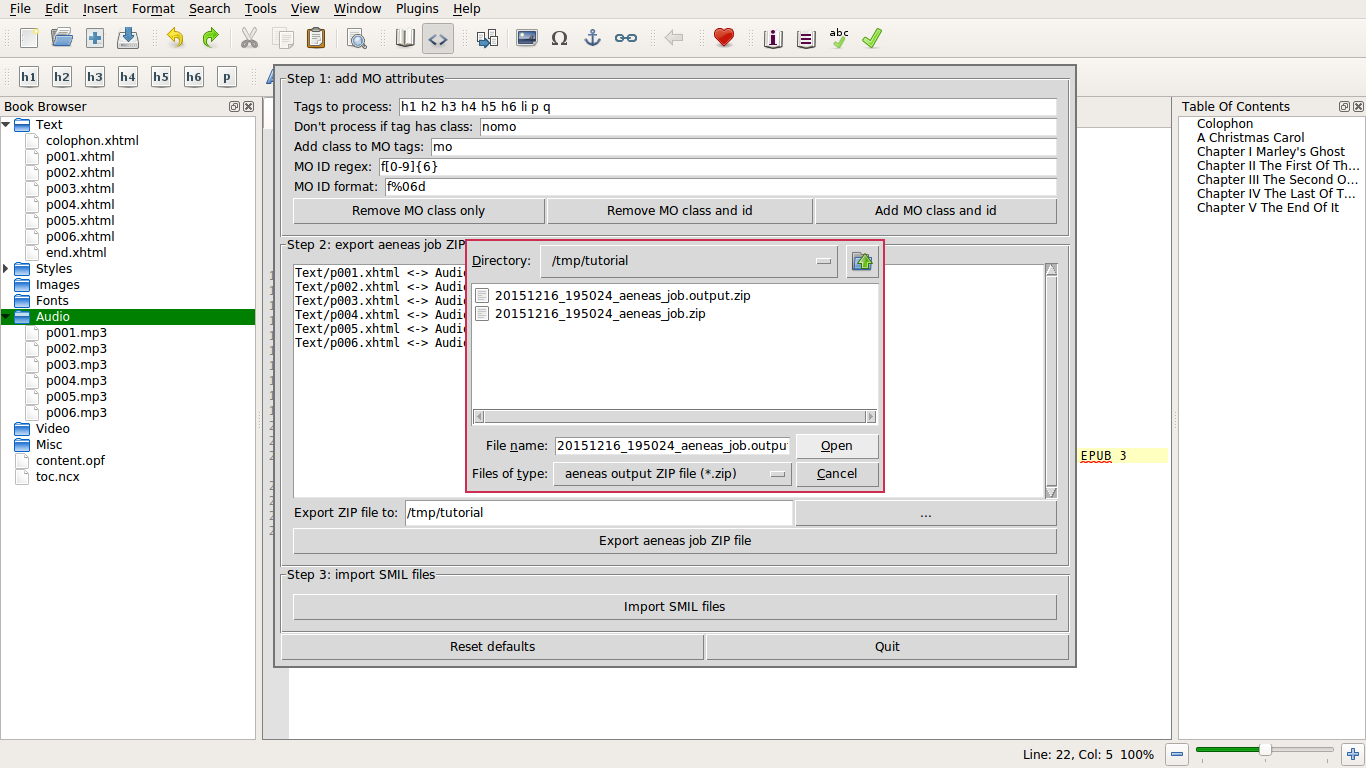 File Edit Insert Format Search Tools View Window Plugins Help
h1 h2 h3 h4 h5 h6 p
Book Browser
Text
colophon.xhtml
p001.xhtml
p002.xhtml
p003.xhtml
p004.xhtml
p005.xhtml
p006.xhtml
end.xhtml
Styles
Images
Fonts
Audio
p001.mp3
p002.mp3
p003.mp3
p004.mp3
p005.mp3
p006.mp3
Video
Misc
content.opf
toc.ncx
Step 1: add MO attributes
Tags to process: h1 h2 h3 h4 h5 h6 li p q
Don't process if tag has class: nomo
Add class to MO tags: mo
MO ID regex: f[0-9]{6}
MO ID format: f%06d
Remove MO class only Remove MO class and id Add MO class and id
Step 2: export aeneas job ZIP
Text/p001.xhtml <-> Audi
Text/p002.xhtml <-> Audi
Text/p003.xhtml <-> Audi
Text/p004.xhtml <-> Audi
Text/p005.xhtml <-> Audi
Text/p006.xhtml <-> Audi
Directory: /tmp/tutorial
20151216_195024_aeneas_job.output.zip
20151216_195024_aeneas_job.zip
File name: 20151216_195024_aeneas_job.outpu
Open
Files of type: aeneas output ZIP file (*.zip)
Cancel
Export ZIP file to: /tmp/tutorial ...
Export aeneas job ZIP file
Step 3: import SMIL files
Import SMIL files
Reset defaults Quit
EPUB 3
Table Of Contents
Colophon
A Christmas Carol
Chapter I Marley's Ghost
Chapter II The First Of Th...
Chapter III The Second O...
Chapter IV The Last Of T...
Chapter V The End Of It
Line: 22, Col: 5 100%